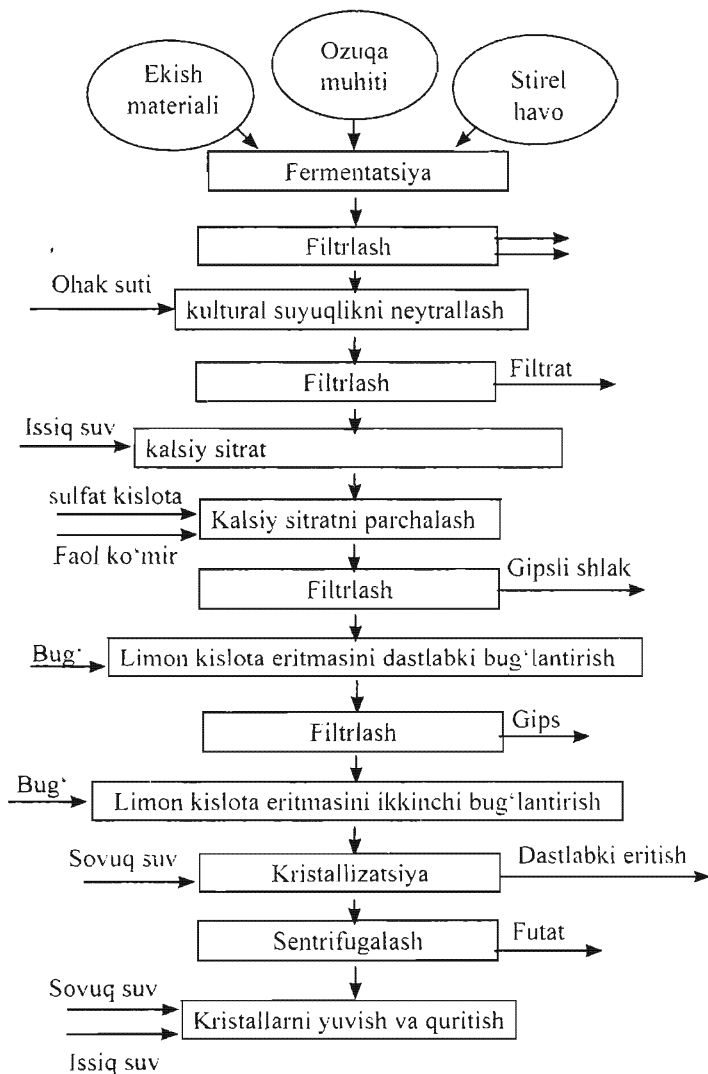 Ekish
materiali
Ozuqa
muhiti
Stirel
havo
Fermentatsiya
Filtrlash
Ohak suti
kultural suyuqlikni neytrallash
Filtrlash
Filtrat
Issiq suv
kalsiy sitrat
sulfat kislota
Faol ko‘mir
Kalsiy sitratni parchalash
Filtrlash
Gipsli shlak
Bug‘
Limon kislota eritmasini dastlabki bug‘lantirish
Filtrlash
Gips
Bug‘
Limon kislota eritmasini ikkinchi bug‘lantirish
Sovuq suv
Kristallizatsiya
Dastlabki eritish
Sentrifugalash
Futat
Sovuq suv
Issiq suv
Kristallarni yuvish va quritish